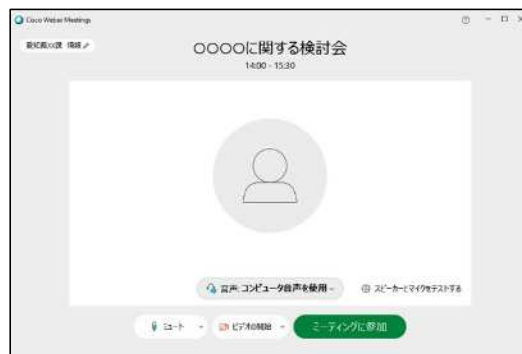 Cisco Webex Meetings
〇〇〇〇に関する検討会
14:00 - 15:30
音声: コンピュータ音声を使用
スピーカーとマイクをテストする
ミュート
ビデオの開始
ミーティングに参加